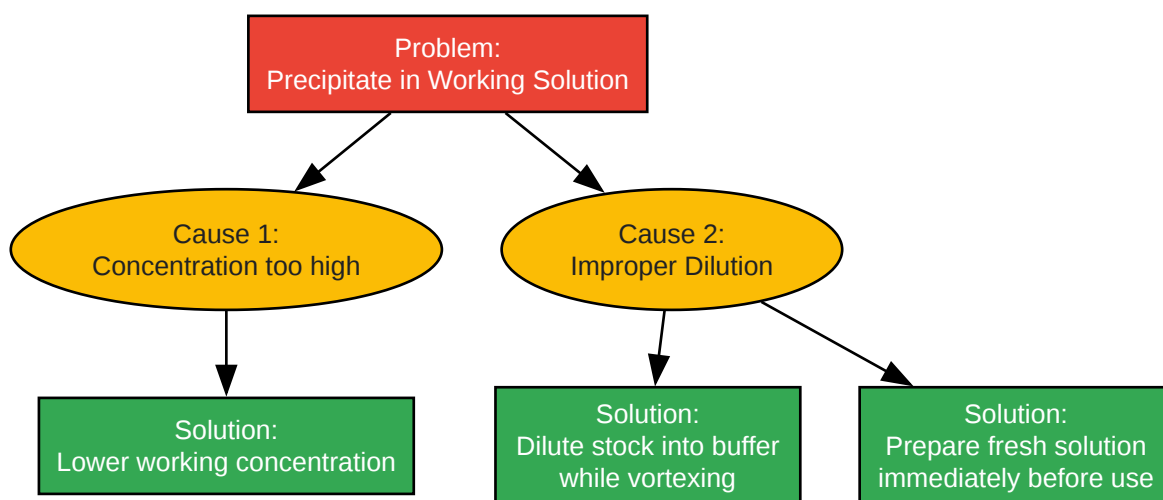 Problem:
Precipitate in Working Solution
Cause 1:
Concentration too high
Cause 2:
Improper Dilution
Solution:
Lower working concentration
Solution:
Dilute stock into buffer
while vortexing
Solution:
Prepare fresh solution
immediately before use